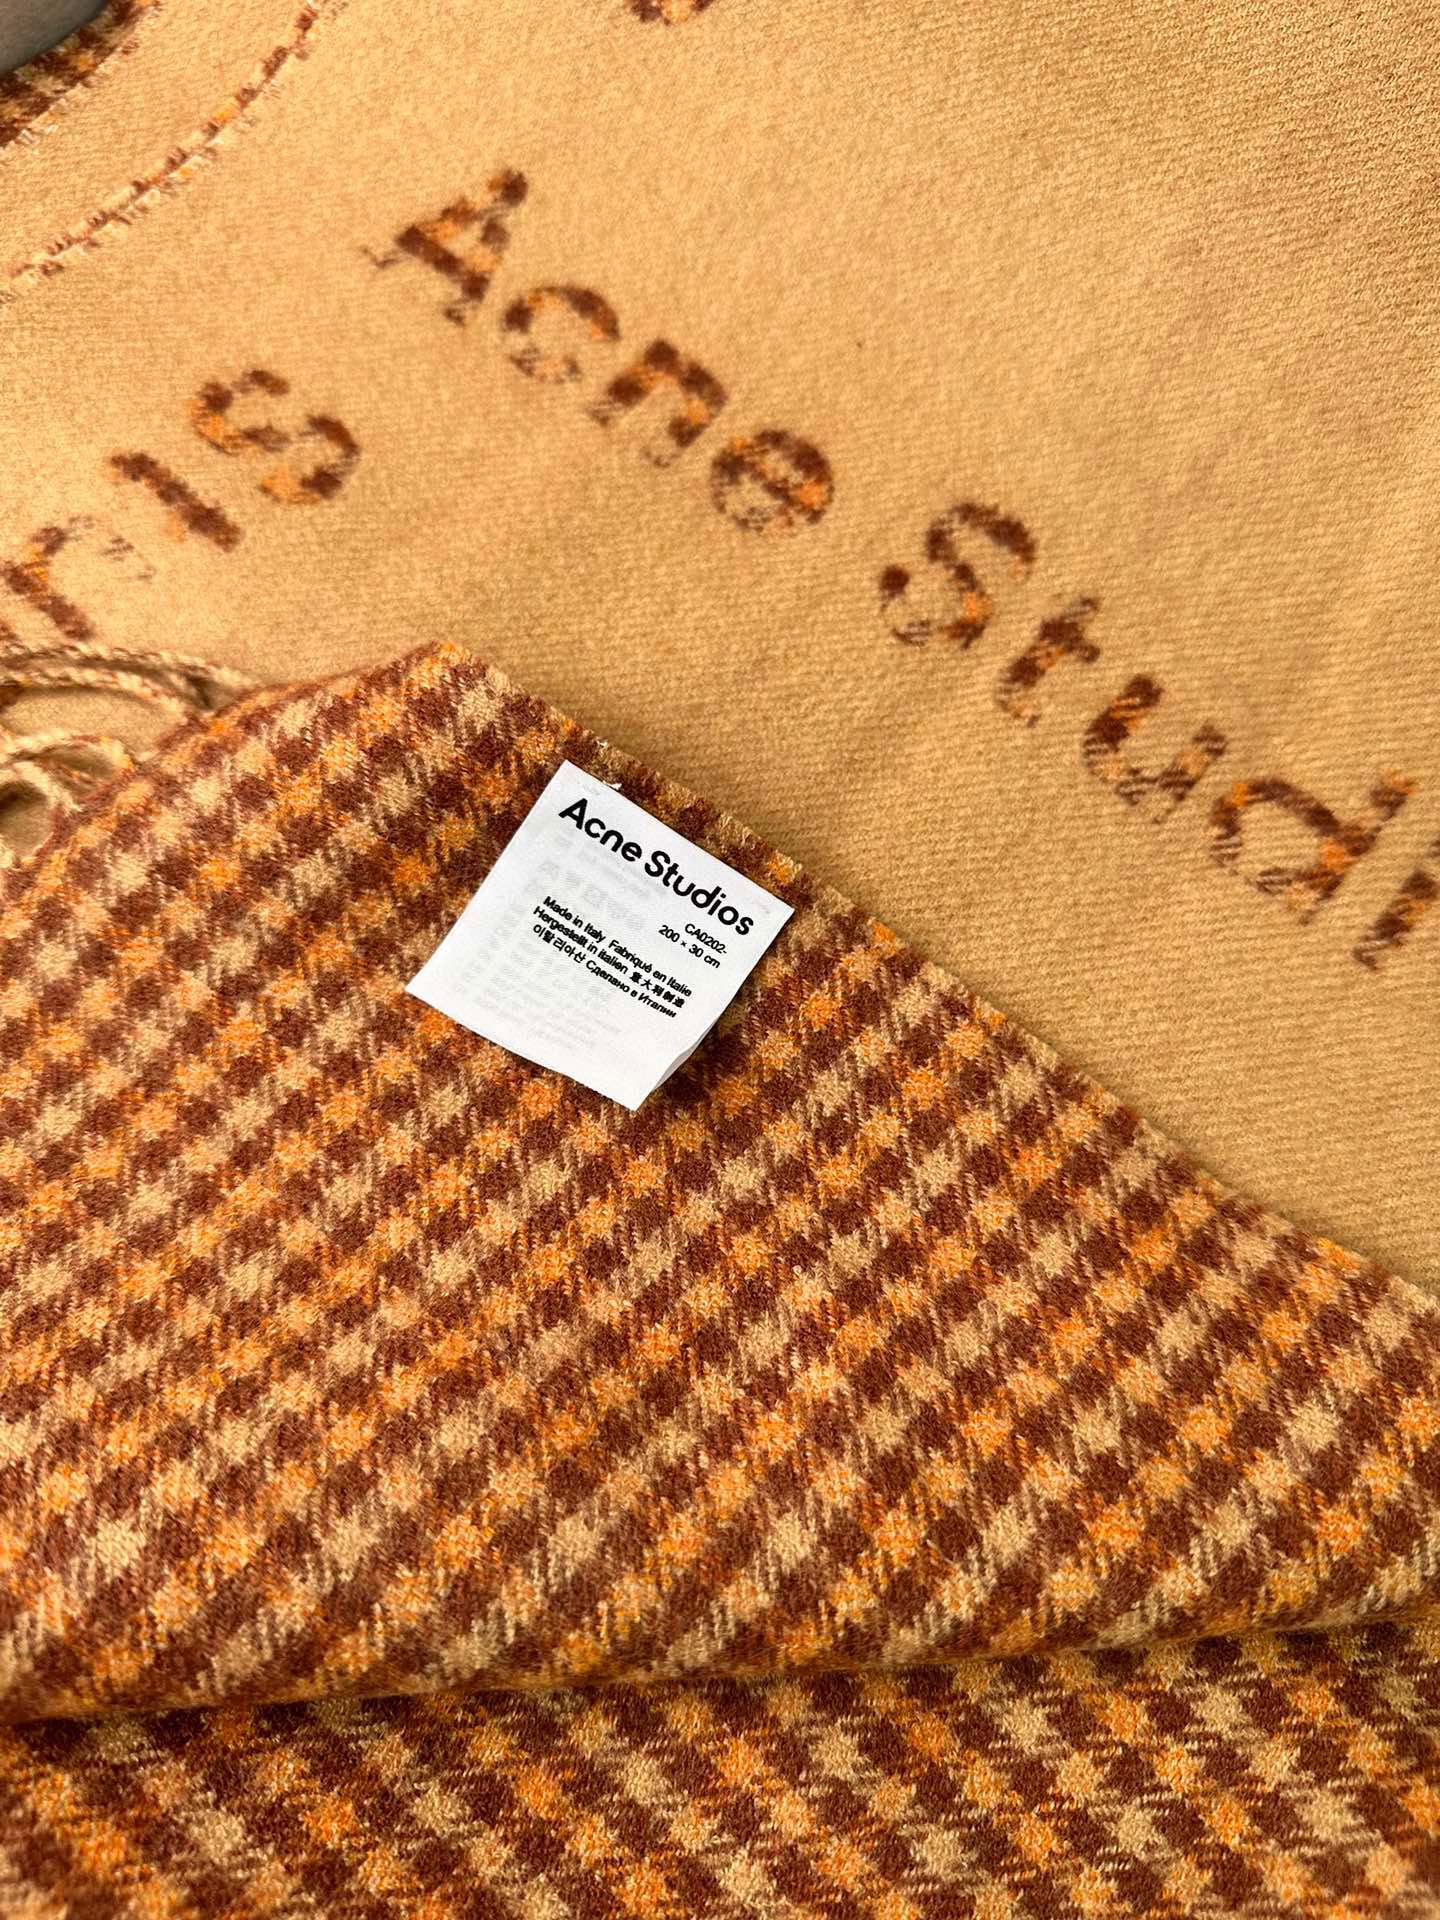 Acne Studi
ris
Acne Studios
CA0202-
200 × 30 cm
Made in Italy Fabriqué en Italie
Hergestellt in Italien 意大利制造
이탈리아산 Сделано в Италии